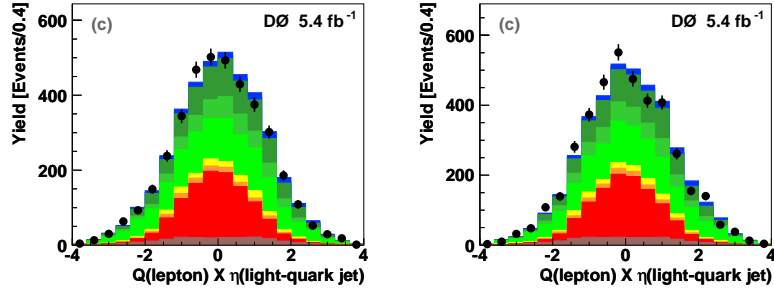 (c) DØ 5.4 fb⁻¹
Yield [Events/0.4]
600
400
200
0
-4 -2 0 2 4
Q(lepton) X η(light-quark jet)
(c) DØ 5.4 fb⁻¹
Yield [Events/0.4]
600
400
200
0
-4 -2 0 2 4
Q(lepton) X η(light-quark jet)